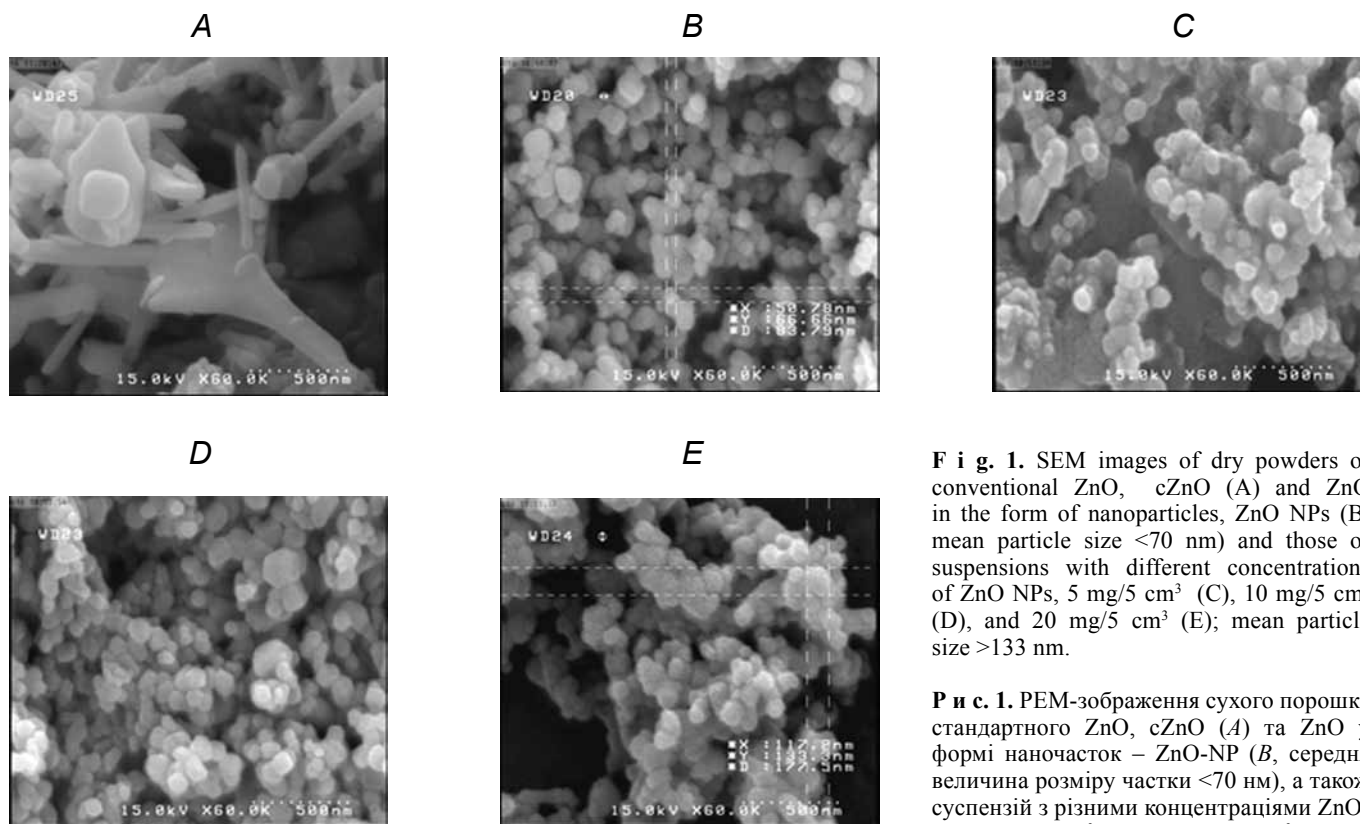 A
B
C
WD25
WD20
WD23
X :50.78nm
Y :66.66nm
D :83.79nm
15.0kV X60.0K 500nm
15.0kV X60.0K 500nm
15.0kV X60.0K 500nm
D
E
WD23
WD24
15.0kV X60.0K 500nm
15.0kV X60.0K 500nm
F i g. 1. SEM images of dry powders o
conventional ZnO, cZnO (A) and ZnO
in the form of nanoparticles, ZnO NPs (B
mean particle size <70 nm) and those o
suspensions with different concentration
of ZnO NPs, 5 mg/5 cm³ (C), 10 mg/5 cm
(D), and 20 mg/5 cm³ (E); mean particl
size >133 nm.
Р и с. 1. РЕМ-зображення сухого порошк
стандартного ZnO, cZnO (A) та ZnO
формі наночасток – ZnO-NP (B, середн
величина розміру частки <70 нм), а також
суспензій з різними концентраціями ZnO